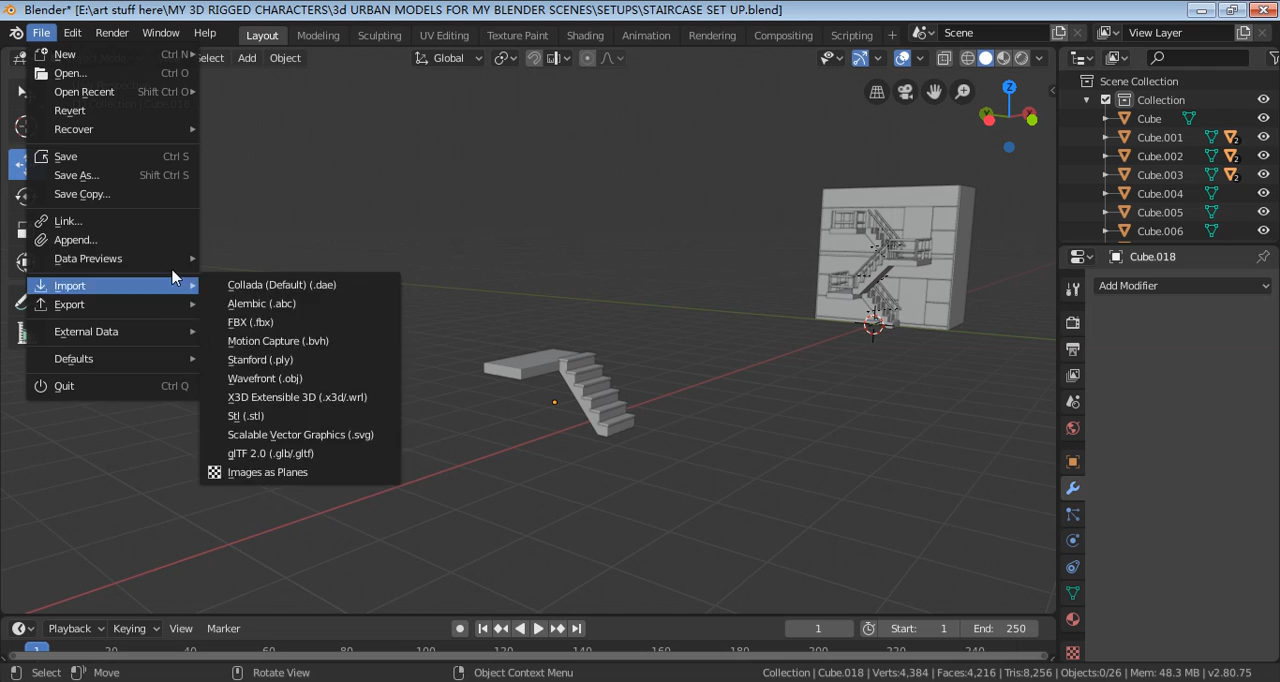 Blender* [E:\art stuff here\MY 3D RIGGED CHARACTERS\3d URBAN MODELS FOR MY BLENDER SCENES\SETUPS\STAIRCASE SET UP.blend]
File Edit Render Window Help Layout Modeling Sculpting UV Editing Texture Paint Shading Animation Rendering Compositing Scripting + Scene View Layer
elect Add Object Global
New Ctrl N
Open... Ctrl O
Open Recent Shift Ctrl O
Revert
Recover
Save Ctrl S
Save As... Shift Ctrl S
Save Copy...
Link...
Append...
Data Previews
Import
Export
External Data
Defaults
Quit Ctrl Q
Collada (Default) (.dae)
Alembic (.abc)
FBX (.fbx)
Motion Capture (.bvh)
Stanford (.ply)
Wavefront (.obj)
X3D Extensible 3D (.x3d/.wrl)
Stl (.stl)
Scalable Vector Graphics (.svg)
glTF 2.0 (.glb/.gltf)
Images as Planes
Z
Scene Collection
Collection
Cube
Cube.001 2
Cube.002 2
Cube.003 2
Cube.004
Cube.005
Cube.006
Cube.018
Add Modifier
Playback Keying View Marker 1 Start: 1 End: 250
1 20 40 60 80 100 120 140 160 180 200 220 240
Select Move Rotate View Object Context Menu Collection | Cube.018 | Verts:4,384 | Faces:4,216 | Tris:8,256 | Objects:0/26 | Mem: 48.3 MB | v2.80.75